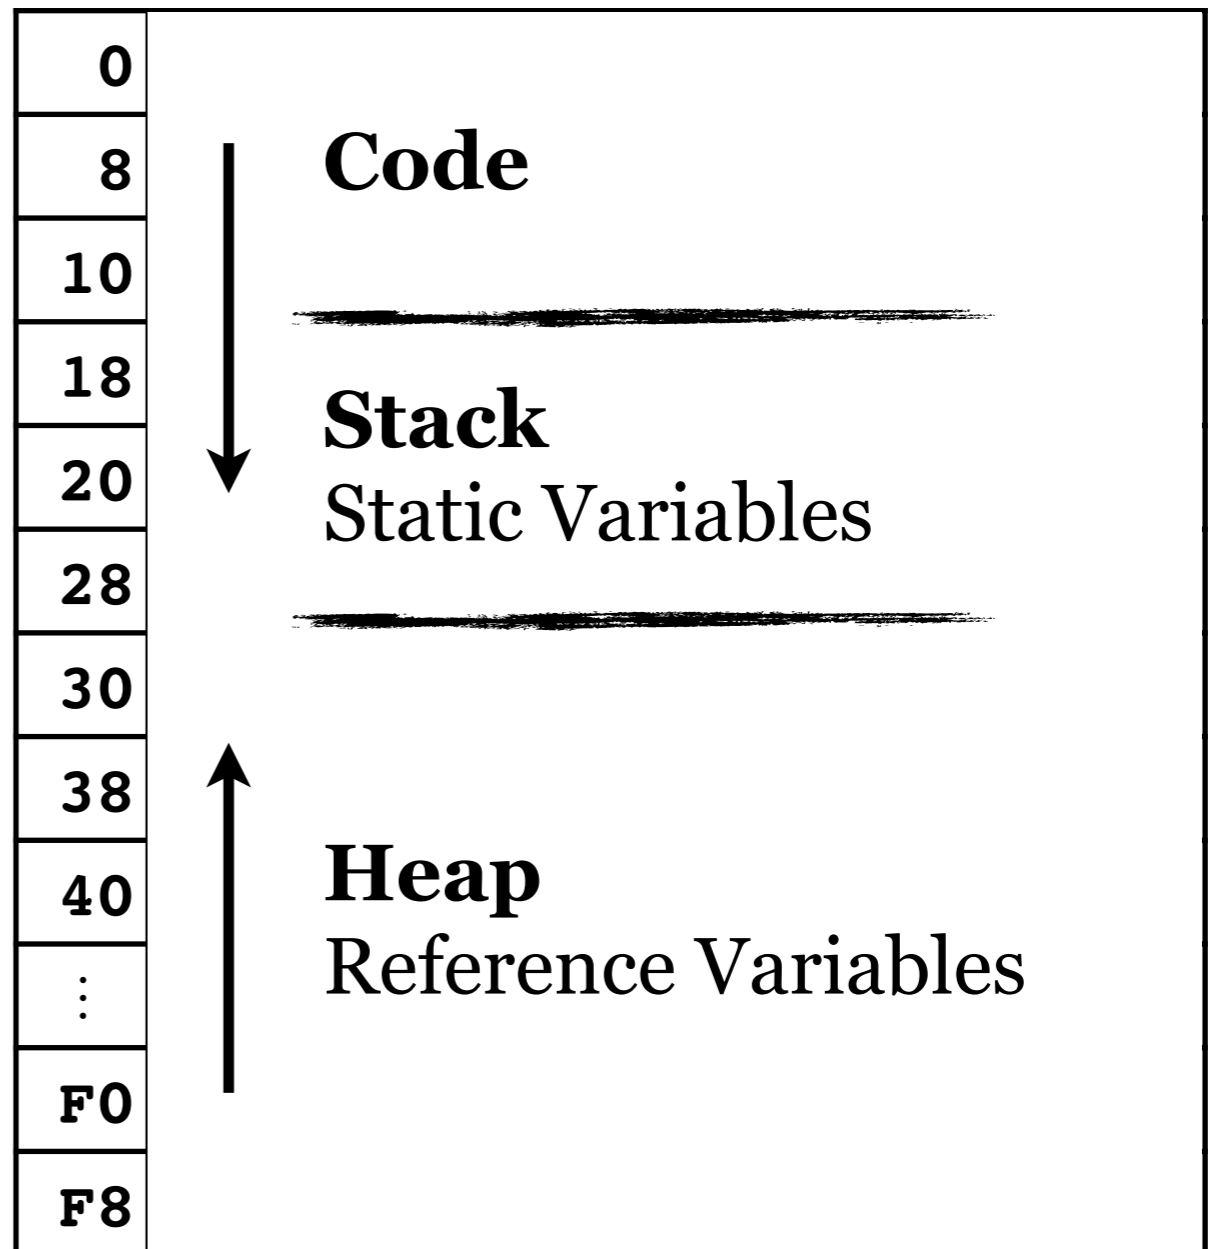 0
8
Code
10
18
Stack
20
Static Variables
28
30
38
Heap
40
Reference Variables
⋮
F0
F8